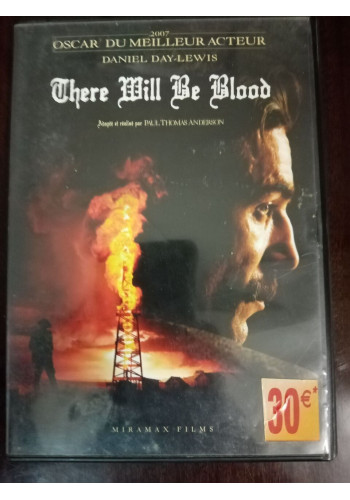 2007
OSCAR DU MEILLEUR ACTEUR
DANIEL DAY-LEWIS
There Will Be Blood
Adapté et réalisé par PAUL THOMAS ANDERSON
30€*
MIRAMAX FILMS